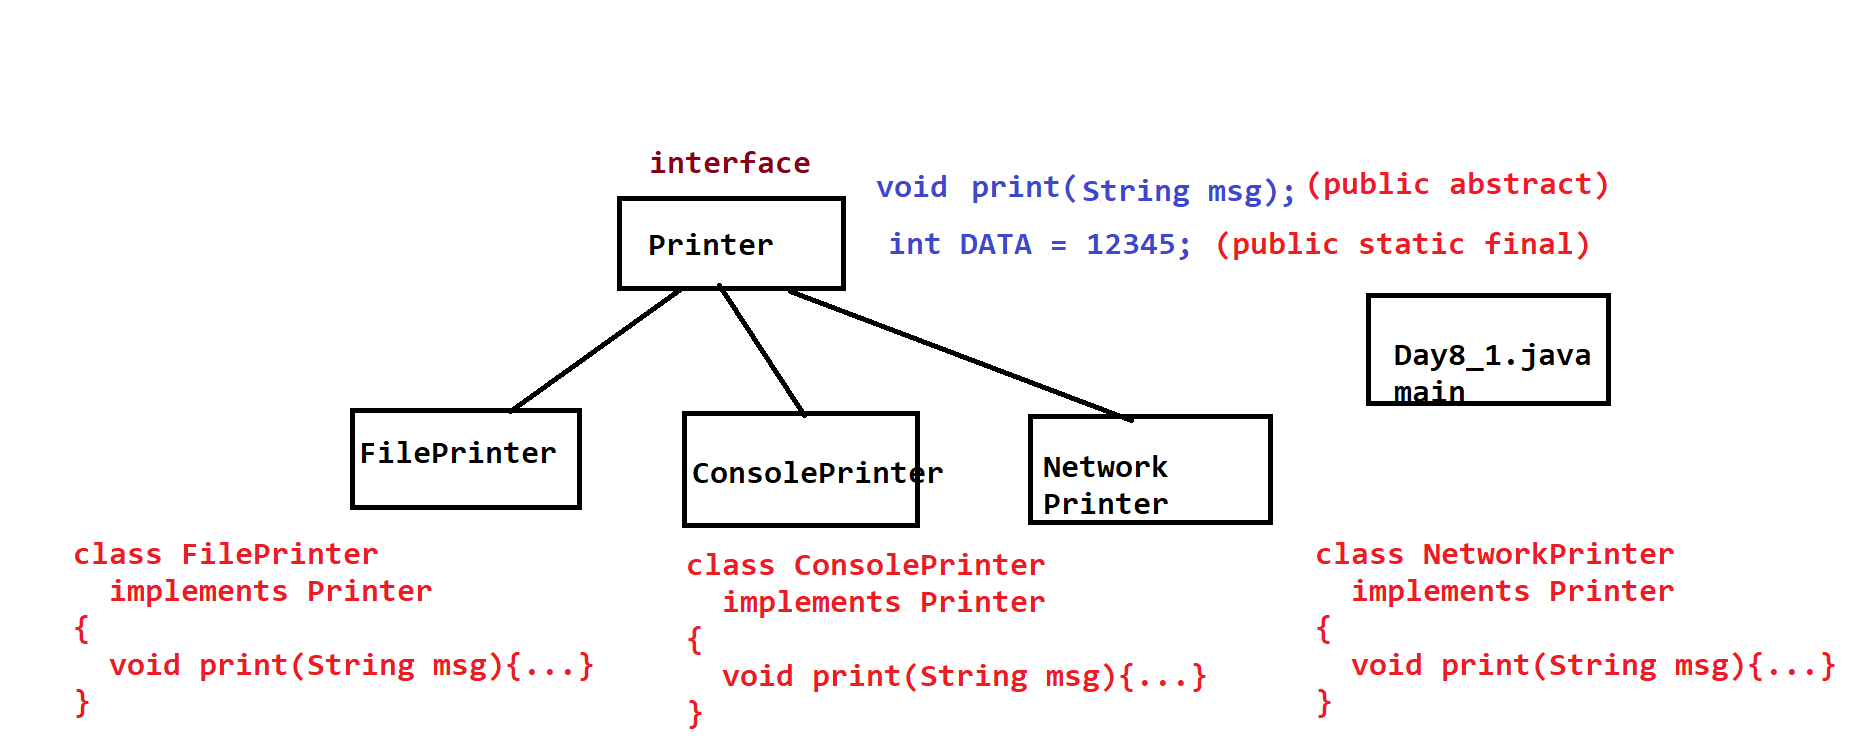 interface
void print(String msg); (public abstract)
Printer
int DATA = 12345; (public static final)
Day8_1.java
main
FilePrinter
ConsolePrinter
Network
Printer
class FilePrinter
  implements Printer
{
  void print(String msg){...}
}
class ConsolePrinter
  implements Printer
{
  void print(String msg){...}
}
class NetworkPrinter
  implements Printer
{
  void print(String msg){...}
}